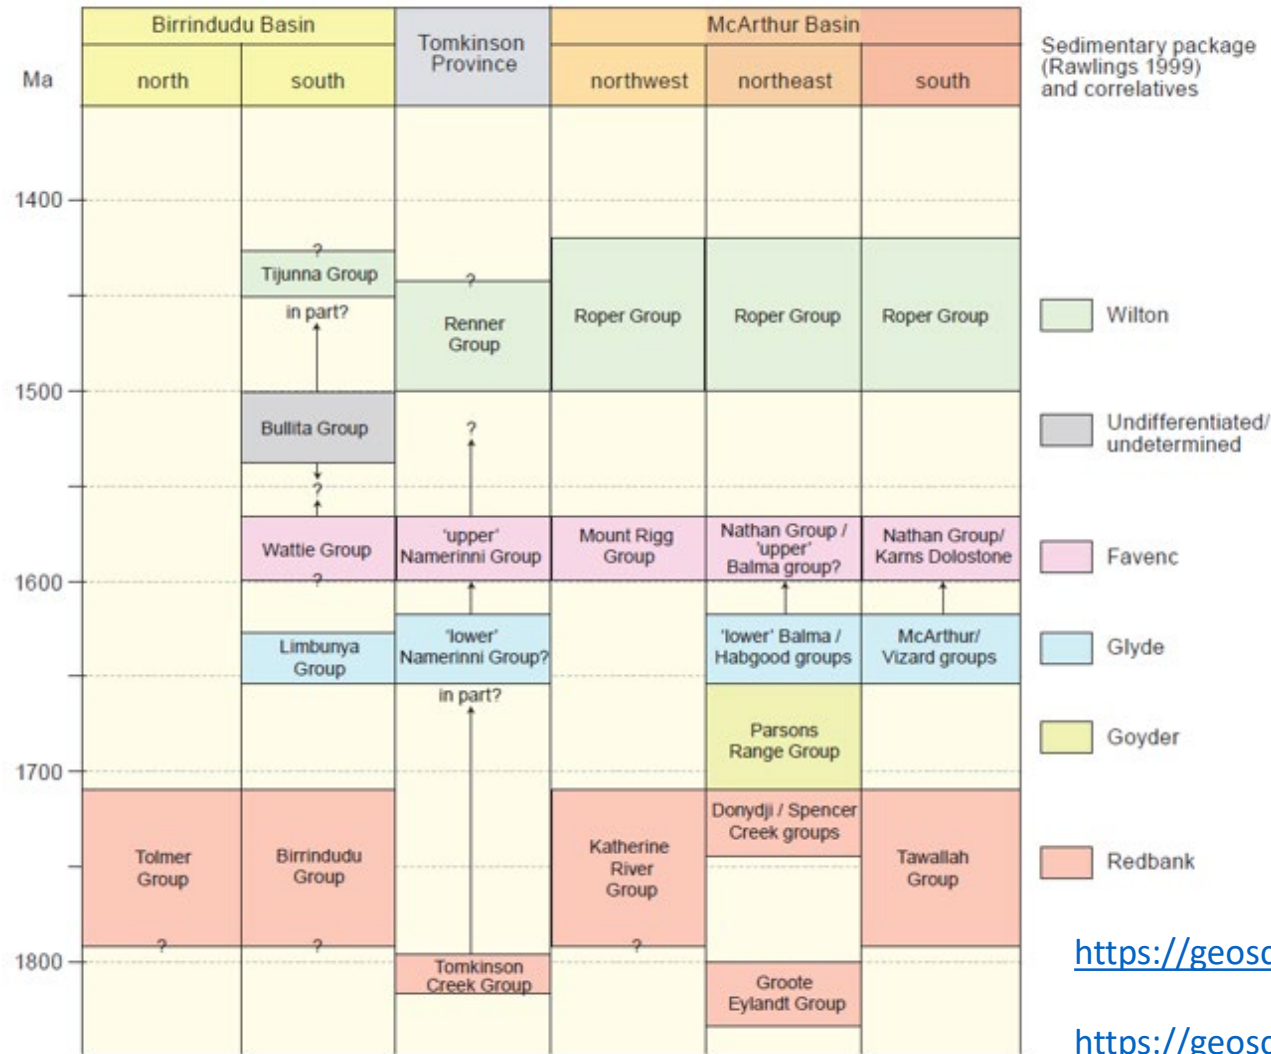 Birrindudu Basin
Tomkinson
Province
McArthur Basin
Sedimentary package
(Rawlings 1999)
and correlatives
Ma
north
south
northwest
northeast
south
1400
?
Tijunna Group
in part?
?
Renner
Group
Roper Group
Roper Group
Roper Group
Wilton
1500
Bullita Group
?
?
Undifferentiated/
undetermined
Wattie Group
?
'upper'
Namerinni Group
Mount Rigg
Group
Nathan Group /
'upper'
Balma group?
Nathan Group/
Karns Dolostone
Favenc
1600
Limbunya
Group
'lower'
Namerinni Group?
in part?
'lower' Balma /
Habgood groups
McArthur/
Vizard groups
Glyde
Parsons
Range Group
Goyder
1700
Tolmer
Group
?
Birrindudu
Group
?
Katherine
River
Group
?
Donydji / Spencer
Creek groups
Tawallah
Group
Redbank
1800
Tomkinson
Creek Group
Groote
Eylandt Group
https://geosc
https://geosc